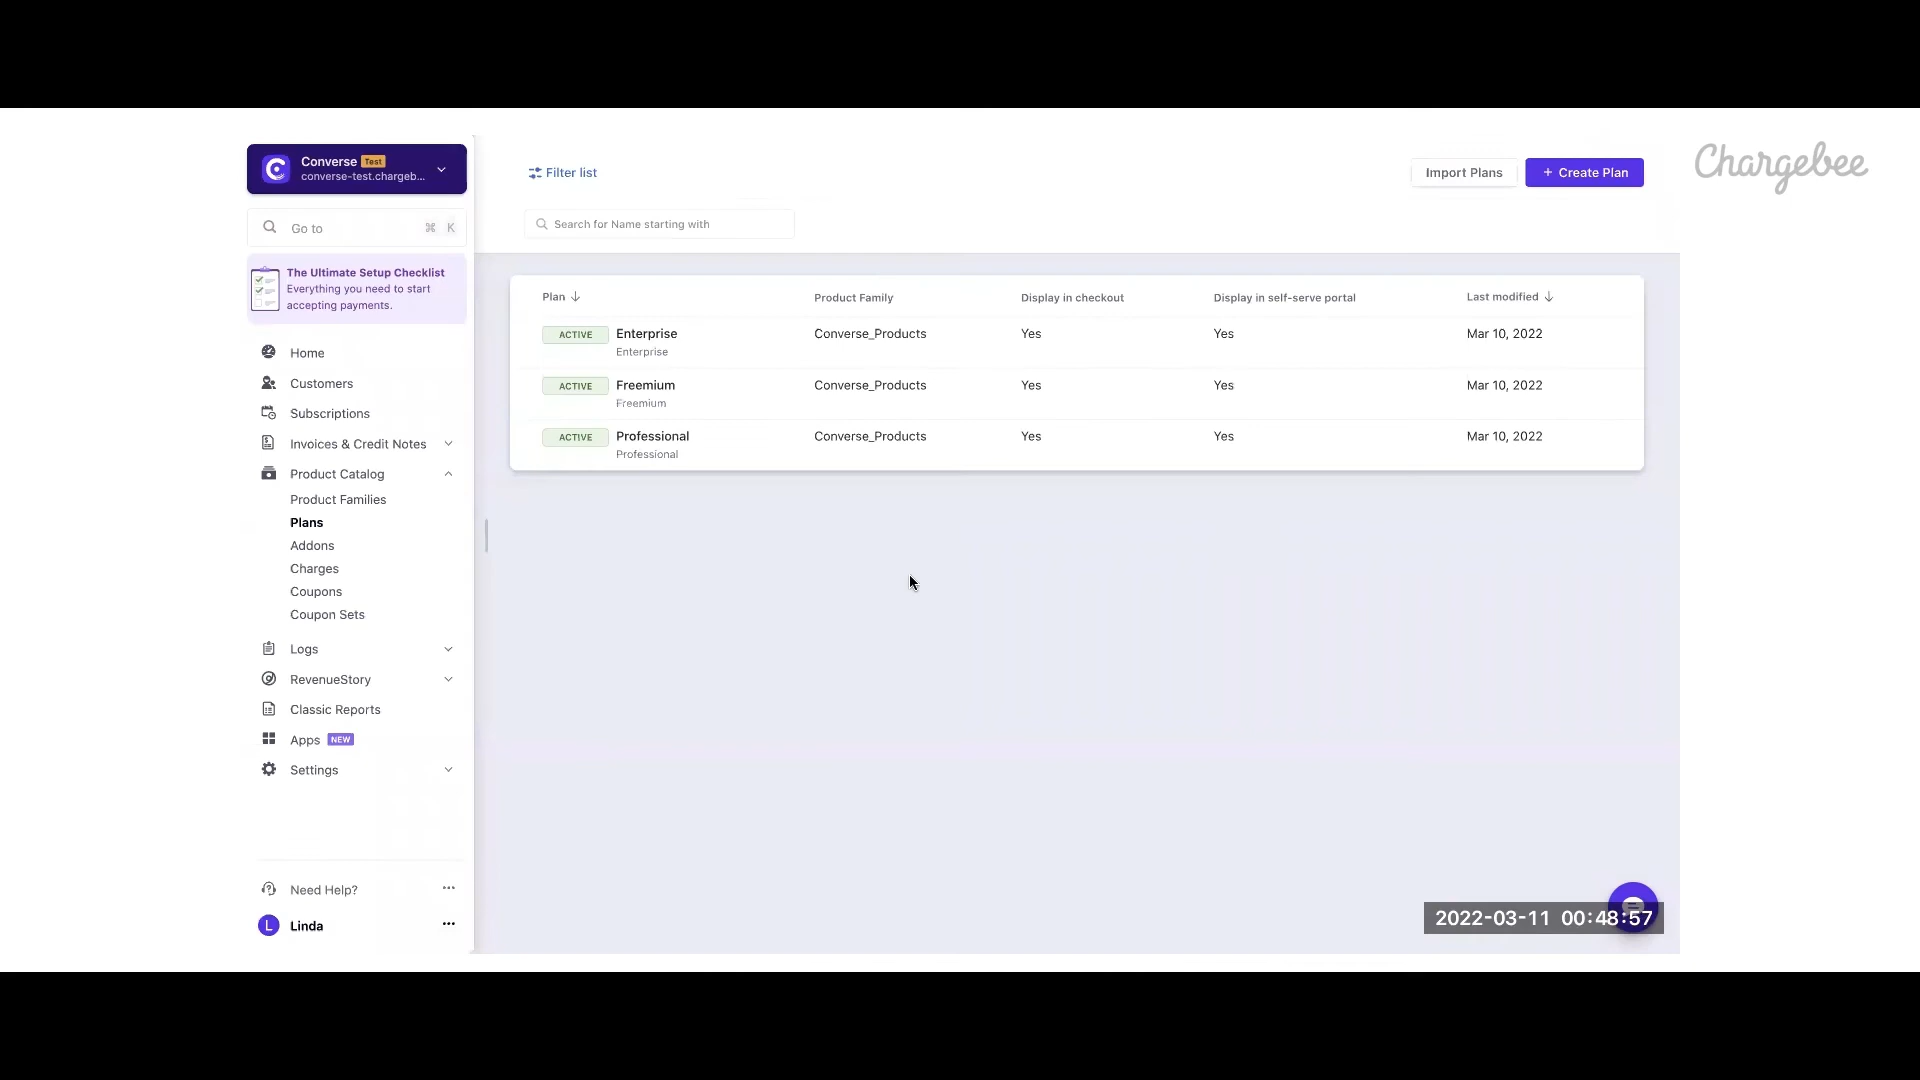 Converse Test
converse-test.chargeb...
Go to ⌘ K
The Ultimate Setup Checklist
Everything you need to start
accepting payments.
Home
Customers
Subscriptions
Invoices & Credit Notes
Product Catalog
Product Families
Plans
Addons
Charges
Coupons
Coupon Sets
Logs
RevenueStory
Classic Reports
Apps NEW
Settings
Need Help? ...
L Linda ...
Filter list
Import Plans
+ Create Plan
Chargebee
Search for Name starting with
Plan ↓ Product Family Display in checkout Display in self-serve portal Last modified ↓
ACTIVE Enterprise Converse_Products Yes Yes Mar 10, 2022
Enterprise
ACTIVE Freemium Converse_Products Yes Yes Mar 10, 2022
Freemium
ACTIVE Professional Converse_Products Yes Yes Mar 10, 2022
Professional
2022-03-11 00:48:57